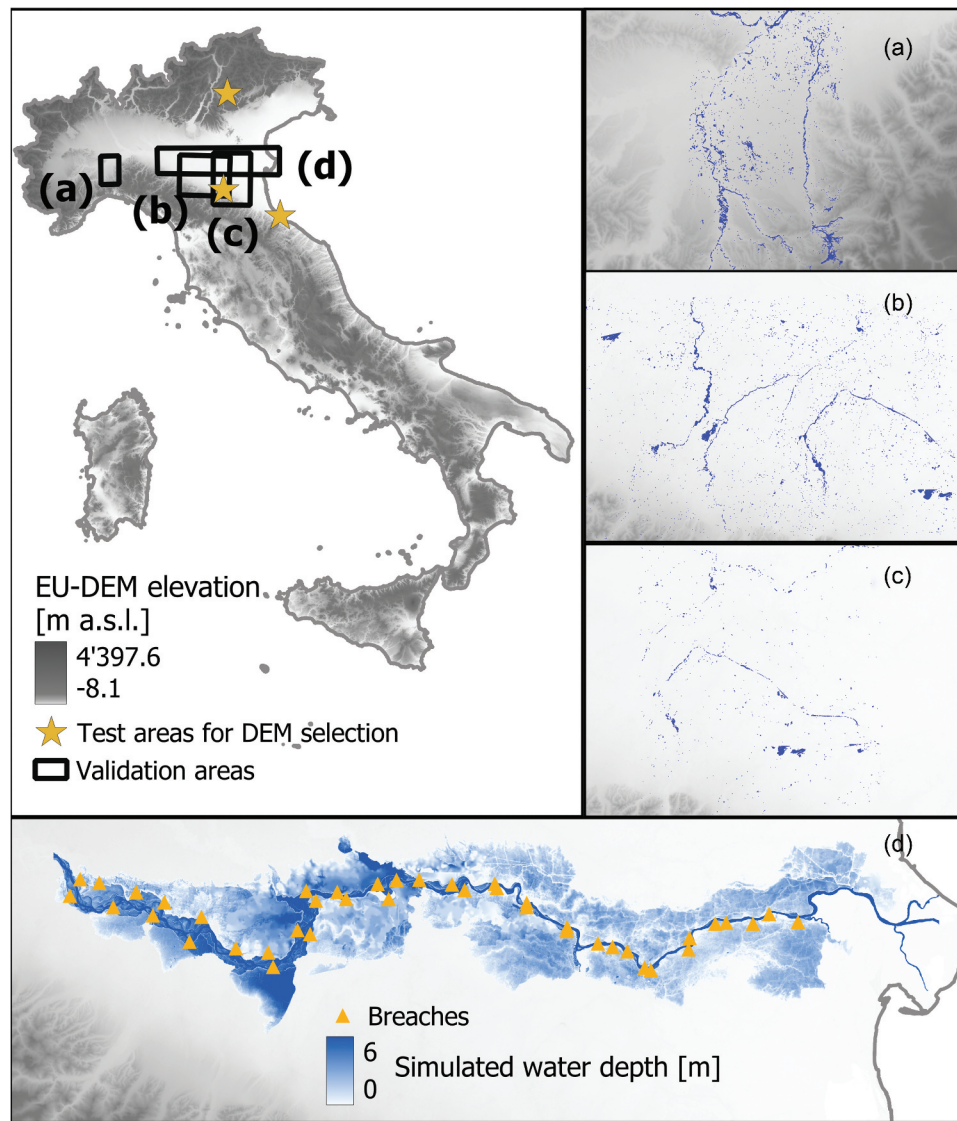 (a)
(b)
(c)
(d)
EU-DEM elevation
[m a.s.l.]
4'397.6
-8.1
Test areas for DEM selection
Validation areas
(a)
(b)
(c)
(d)
Breaches
6
0
Simulated water depth [m]